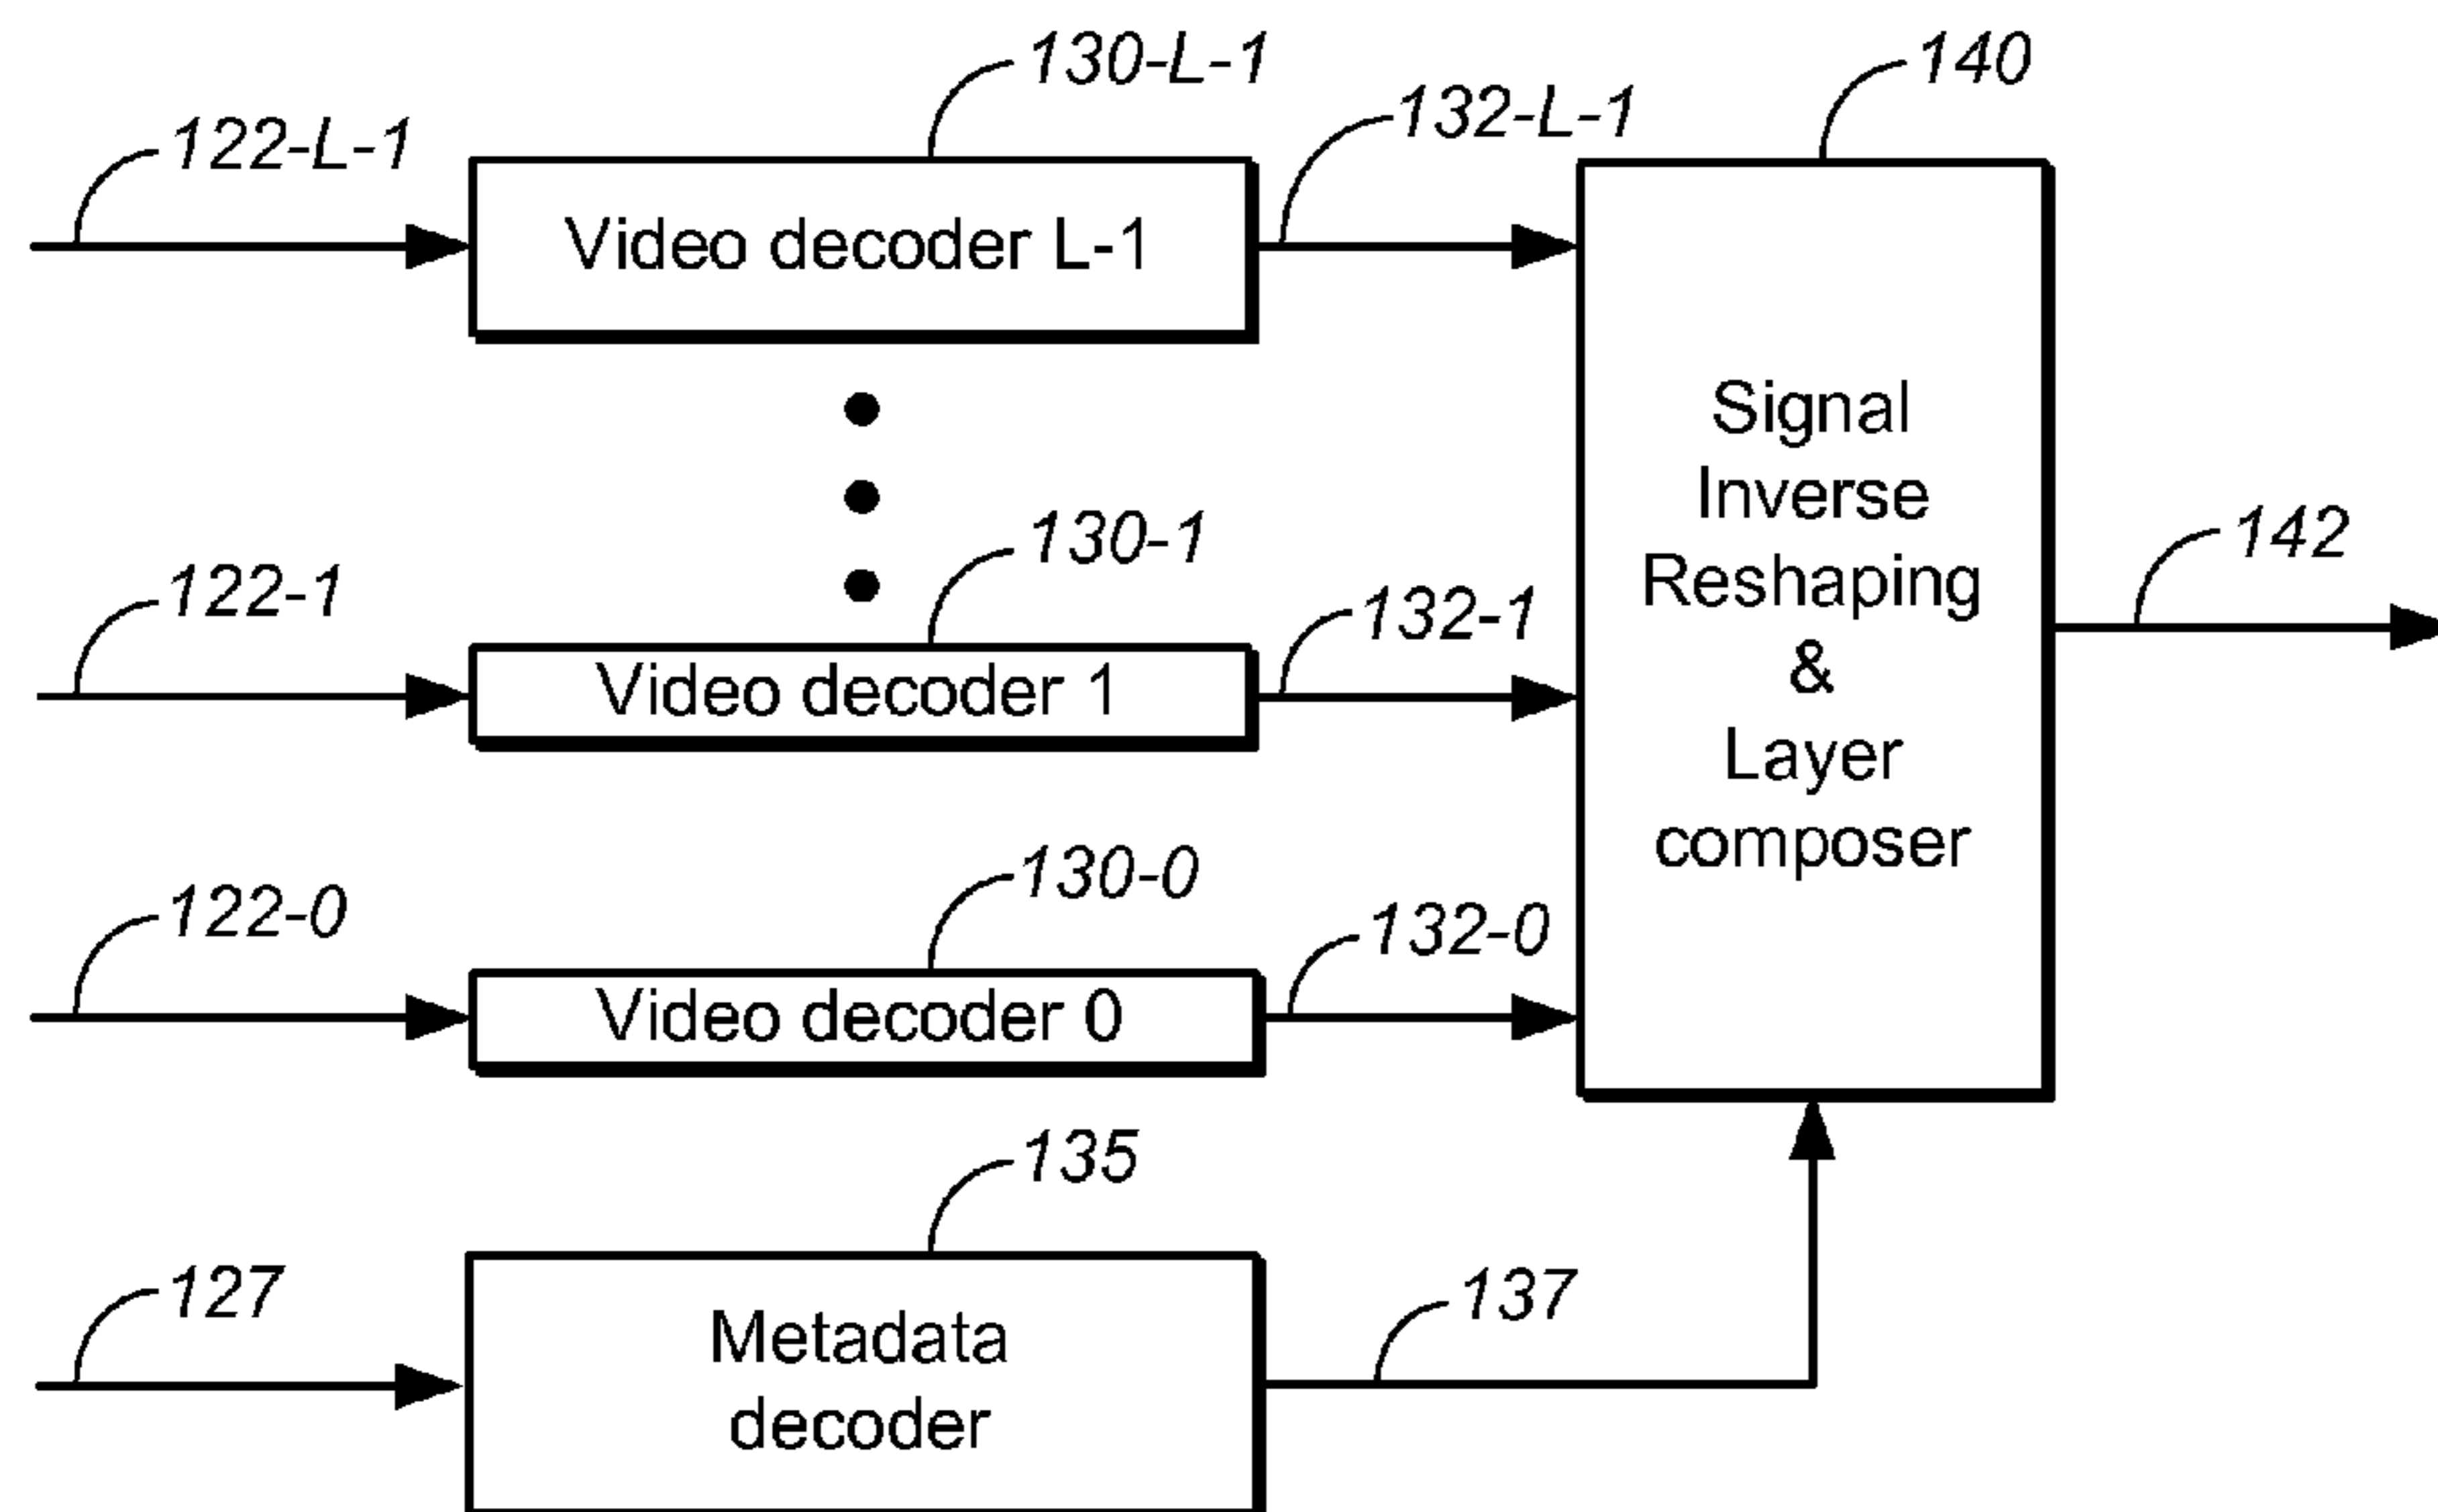 130-L-1
140
122-L-1
132-L-1
Video decoder L-1
Signal
Inverse
Reshaping
&
Layer
composer
130-1
142
122-1
132-1
Video decoder 1
130-0
122-0
132-0
Video decoder 0
135
127
137
Metadata
decoder